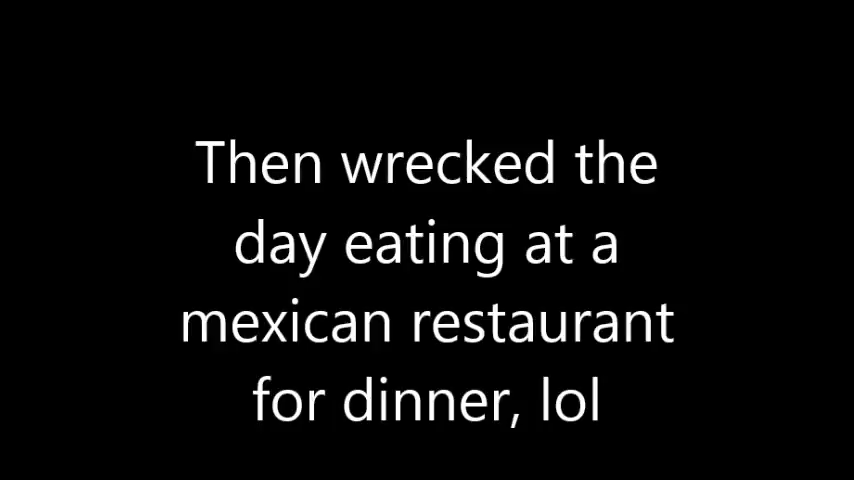 Then wrecked the
day eating at a
mexican restaurant
for dinner, lol